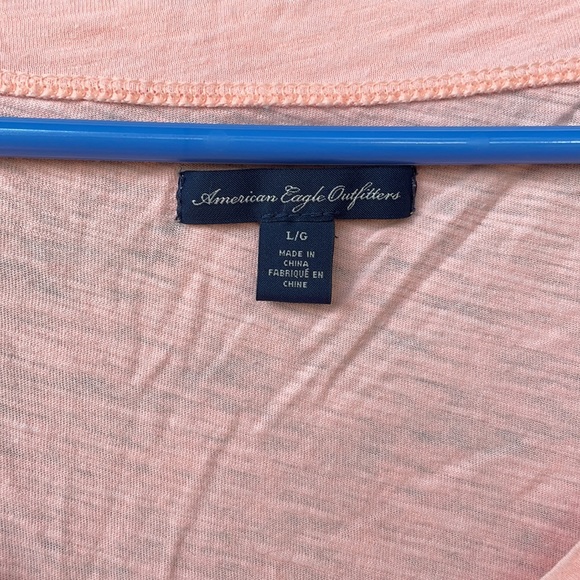 American Eagle Outfitters
L/G
MADE IN
CHINA
FABRIQUÉ EN
CHINE